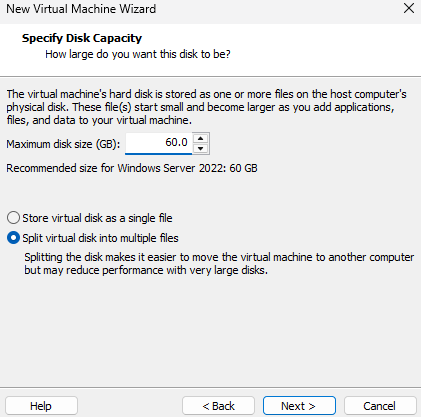 New Virtual Machine Wizard
Specify Disk Capacity
How large do you want this disk to be?
The virtual machine's hard disk is stored as one or more files on the host computer's
physical disk. These file(s) start small and become larger as you add applications,
files, and data to your virtual machine.
Maximum disk size (GB): 60.0
Recommended size for Windows Server 2022: 60 GB
Store virtual disk as a single file
Split virtual disk into multiple files
Splitting the disk makes it easier to move the virtual machine to another computer
but may reduce performance with very large disks.
Help < Back Next > Cancel